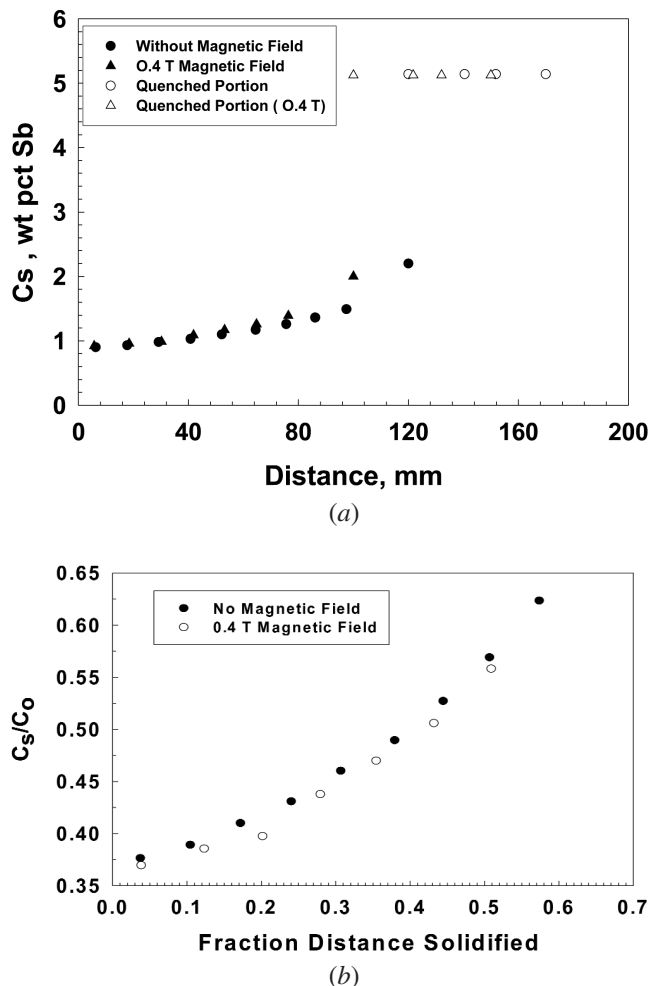 6
5
4
3
2
1
0
Cs , wt pct Sb
Without Magnetic Field
O.4 T Magnetic Field
Quenched Portion
Quenched Portion ( O.4 T)
0 40 80 120 160 200
Distance, mm
(a)
0.65
0.60
0.55
0.50
0.45
0.40
0.35
Cs/Co
No Magnetic Field
0.4 T Magnetic Field
0.0 0.1 0.2 0.3 0.4 0.5 0.6 0.7
Fraction Distance Solidified
(b)